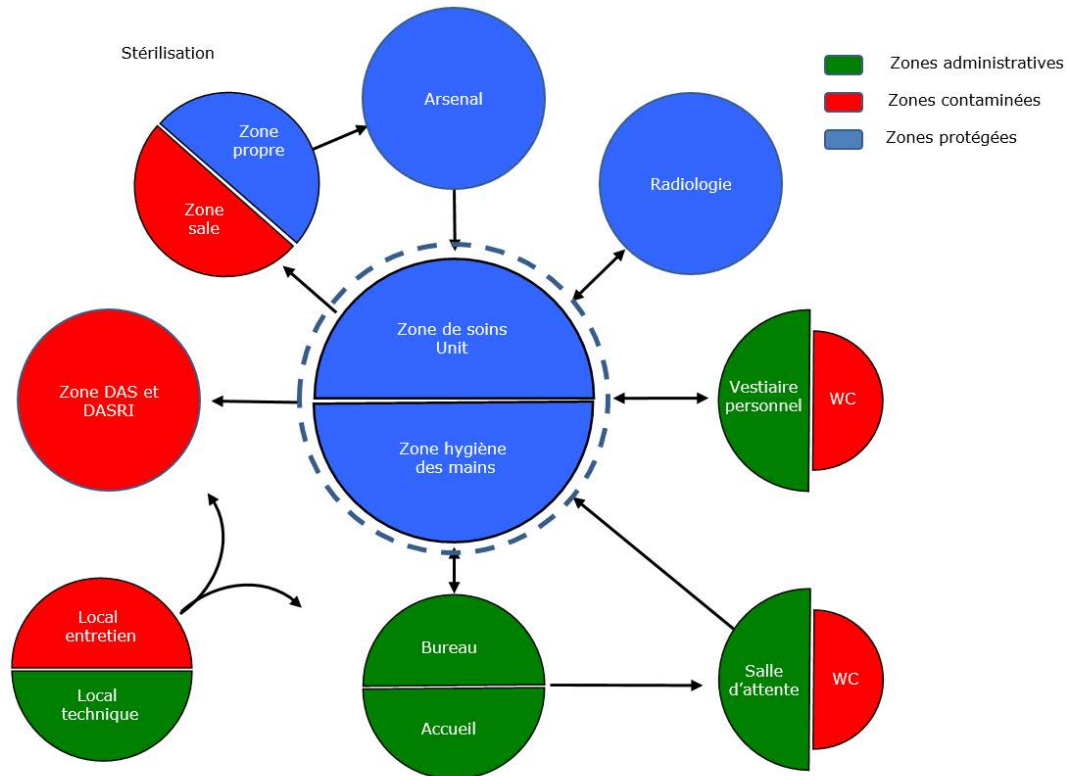 Stérilisation
Arsenal
Zones administratives
Zones contaminées
Zones protégées
Zone
propre
Zone
sale
Radiologie
Zone de soins
Unit
Zone DAS et
DASRI
Vestiaire
personnel
WC
Zone hygiène
des mains
Local
entretien
Local
technique
Bureau
Accueil
Salle
d’attente
WC